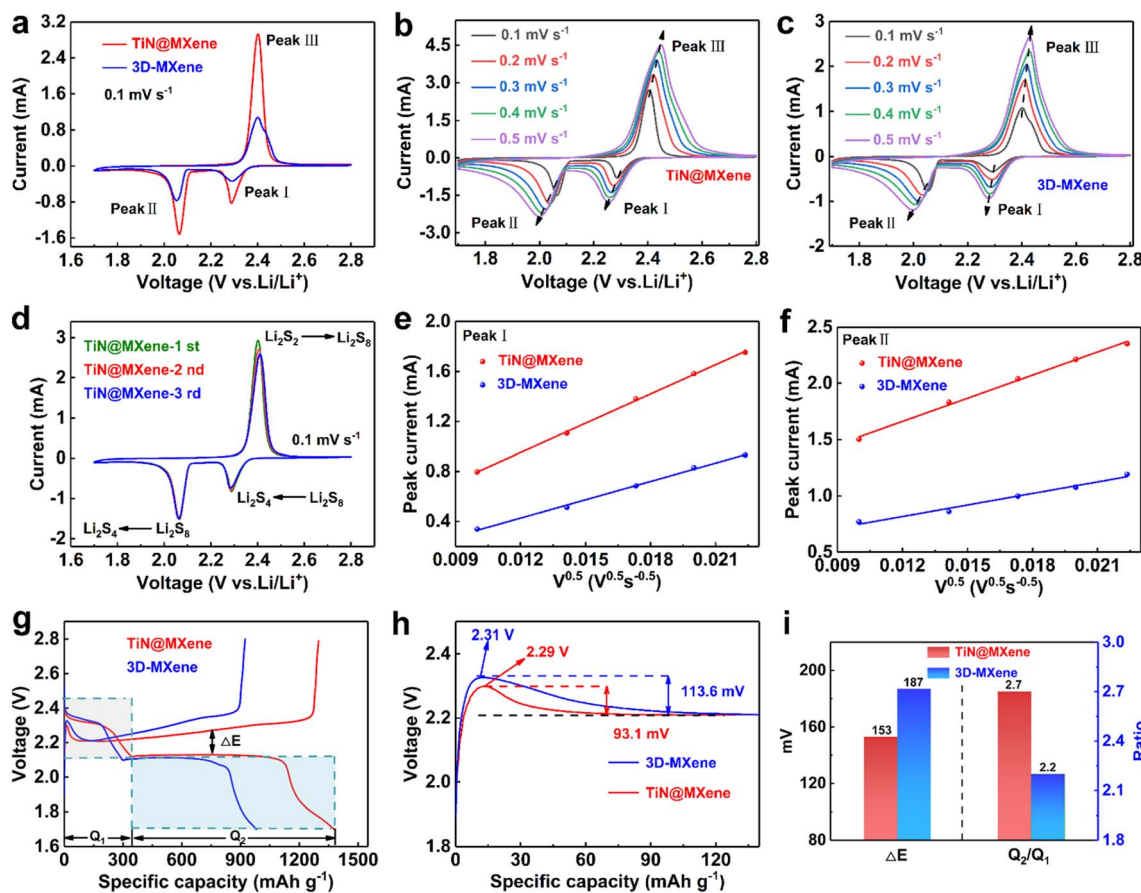 a
TiN@MXene
3D-MXene
0.1 mV s⁻¹
Peak III
Peak I
Peak II
3.2
2.4
1.6
0.8
0.0
-0.8
-1.6
Current (mA)
1.6 1.8 2.0 2.2 2.4 2.6 2.8
Voltage (V vs.Li/Li⁺)
b
0.1 mV s⁻¹
0.2 mV s⁻¹
0.3 mV s⁻¹
0.4 mV s⁻¹
0.5 mV s⁻¹
Peak III
TiN@MXene
Peak II
Peak I
4.5
3.0
1.5
0.0
-1.5
-3.0
Current (mA)
1.8 2.0 2.2 2.4 2.6 2.8
Voltage (V vs.Li/Li⁺)
c
0.1 mV s⁻¹
0.2 mV s⁻¹
0.3 mV s⁻¹
0.4 mV s⁻¹
0.5 mV s⁻¹
Peak III
3D-MXene
Peak II
Peak I
3
2
1
0
-1
-2
Current (mA)
1.8 2.0 2.2 2.4 2.6 2.8
Voltage (V vs.Li/Li⁺)
d
TiN@MXene-1 st
TiN@MXene-2 nd
TiN@MXene-3 rd
Li₂S₂ → Li₂S₈
0.1 mV s⁻¹
Li₂S₄ ← Li₂S₈
Li₂S₄ ← Li₂S₈
3
2
1
0
-1
-2
Current (mA)
1.6 1.8 2.0 2.2 2.4 2.6 2.8
Voltage (V vs.Li/Li⁺)
e
Peak I
TiN@MXene
3D-MXene
2.0
1.6
1.2
0.8
0.4
Peak current (mA)
0.009 0.012 0.015 0.018 0.021
V⁰·⁵ (V⁰·⁵s⁻⁰·⁵)
f
Peak II
TiN@MXene
3D-MXene
2.5
2.0
1.5
1.0
0.5
Peak current (mA)
0.009 0.012 0.015 0.018 0.021
V⁰·⁵ (V⁰·⁵s⁻⁰·⁵)
g
TiN@MXene
3D-MXene
△E
Q₁
Q₂
2.8
2.6
2.4
2.2
2.0
1.8
1.6
Voltage (V)
0 300 600 900 1200 1500
Specific capacity (mAh g⁻¹)
h
2.31 V
2.29 V
113.6 mV
93.1 mV
3D-MXene
TiN@MXene
2.4
2.2
2.0
1.8
1.6
Voltage (V)
0 20 40 60 80 100 120 140
Specific capacity (mAh g⁻¹)
i
TiN@MXene
3D-MXene
153
187
2.7
2.2
200
160
120
80
mV
3.0
2.7
2.4
2.1
1.8
Ratio
△E
Q₂/Q₁